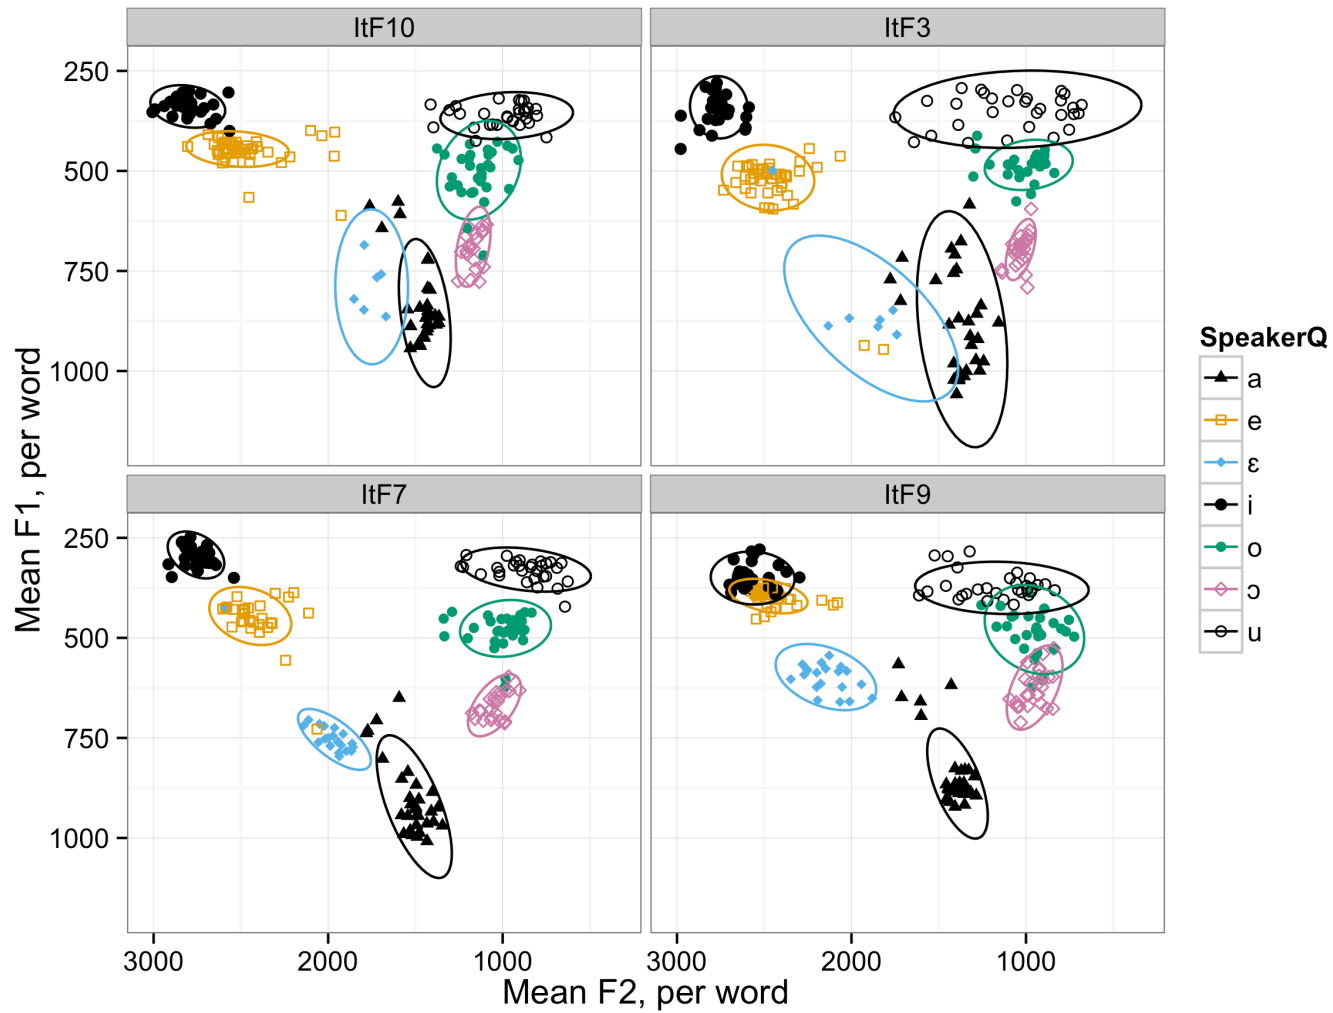 ItF10
ItF3
250
500
750
1000
ItF7
ItF9
250
500
750
1000
3000
2000
1000
3000
2000
1000
Mean F2, per word
Mean F1, per word
SpeakerQ
a
e
ɛ
i
o
ɔ
u